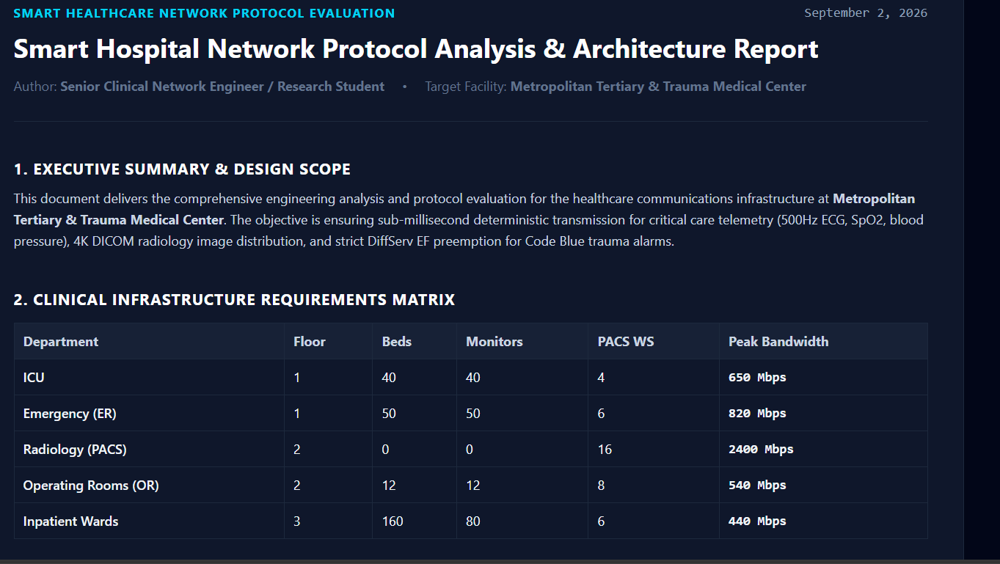 SMART HEALTHCARE NETWORK PROTOCOL EVALUATION
September 2, 2026
Smart Hospital Network Protocol Analysis & Architecture Report
Author: Senior Clinical Network Engineer / Research Student • Target Facility: Metropolitan Tertiary & Trauma Medical Center
1. EXECUTIVE SUMMARY & DESIGN SCOPE
This document delivers the comprehensive engineering analysis and protocol evaluation for the healthcare communications infrastructure at Metropolitan
Tertiary & Trauma Medical Center. The objective is ensuring sub-millisecond deterministic transmission for critical care telemetry (500Hz ECG, SpO2, blood
pressure), 4K DICOM radiology image distribution, and strict DiffServ EF preemption for Code Blue trauma alarms.
2. CLINICAL INFRASTRUCTURE REQUIREMENTS MATRIX
Department Floor Beds Monitors PACS WS Peak Bandwidth
ICU 1 40 40 4 650 Mbps
Emergency (ER) 1 50 50 6 820 Mbps
Radiology (PACS) 2 0 0 16 2400 Mbps
Operating Rooms (OR) 2 12 12 8 540 Mbps
Inpatient Wards 3 160 80 6 440 Mbps